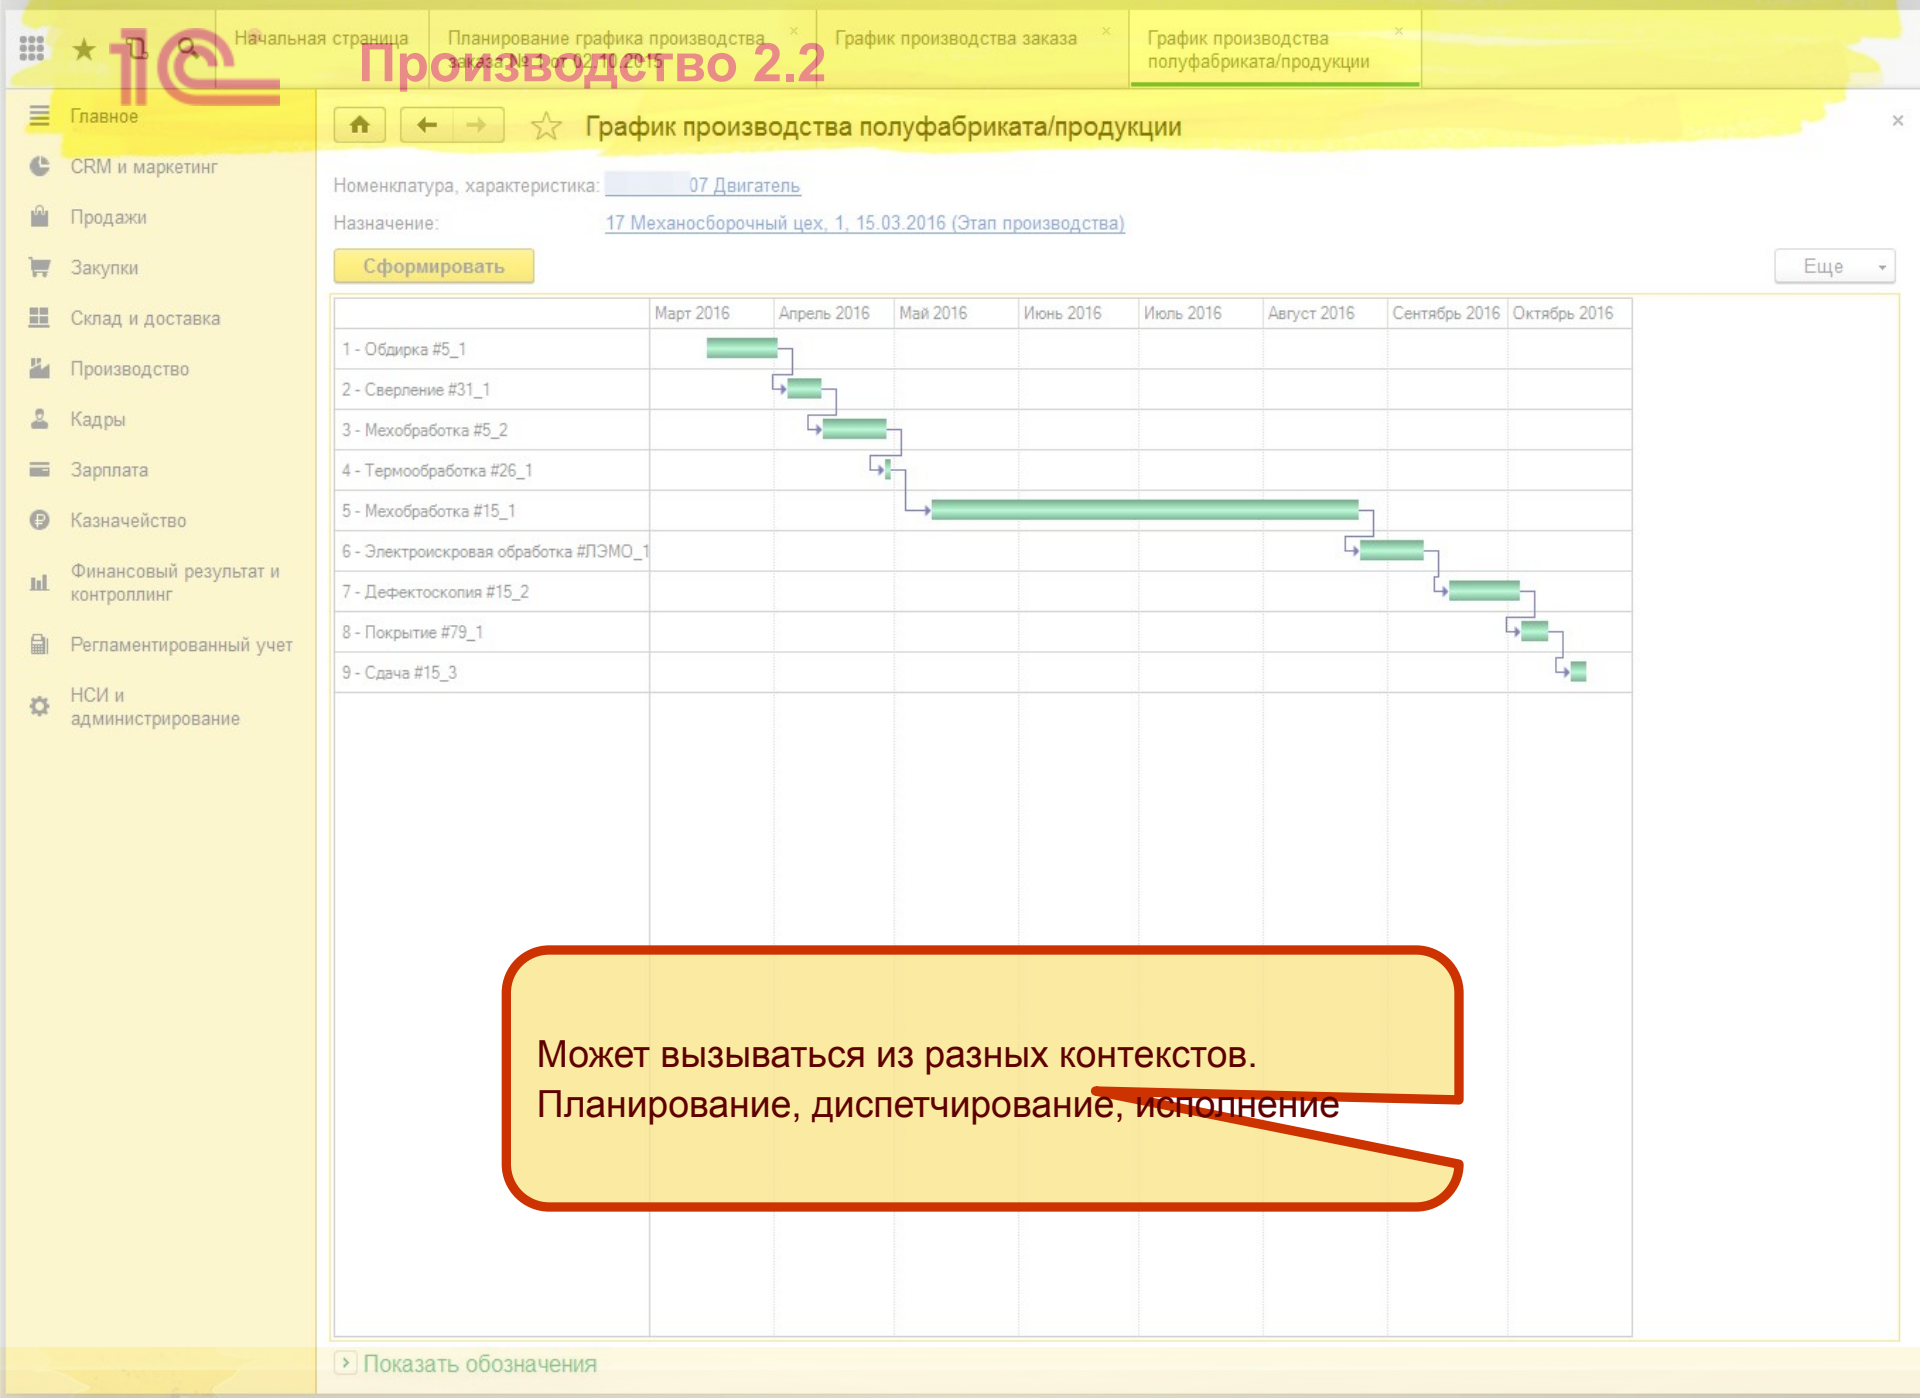 1С
Производство 2.2
Начальная страница
Планирование графика производства
заказа № 1 от 02.10.2015
График производства заказа
График производства
полуфабриката/продукции
Главное
CRM и маркетинг
Продажи
Закупки
Склад и доставка
Производство
Кадры
Зарплата
Казначейство
Финансовый результат и
контроллинг
Регламентированный учет
НСИ и
администрирование
График производства полуфабриката/продукции
Номенклатура, характеристика: 07 Двигатель
Назначение: 17 Механосборочный цех, 1, 15.03.2016 (Этап производства)
Сформировать
Еще
Март 2016 Апрель 2016 Май 2016 Июнь 2016 Июль 2016 Август 2016 Сентябрь 2016 Октябрь 2016
1 - Обдирка #5_1
2 - Сверление #31_1
3 - Мехобработка #5_2
4 - Термообработка #26_1
5 - Мехобработка #15_1
6 - Электроискровая обработка #ЛЭМО_1
7 - Дефектоскопия #15_2
8 - Покрытие #79_1
9 - Сдача #15_3
Может вызываться из разных контекстов.
Планирование, диспетчирование, исполнение
Показать обозначения